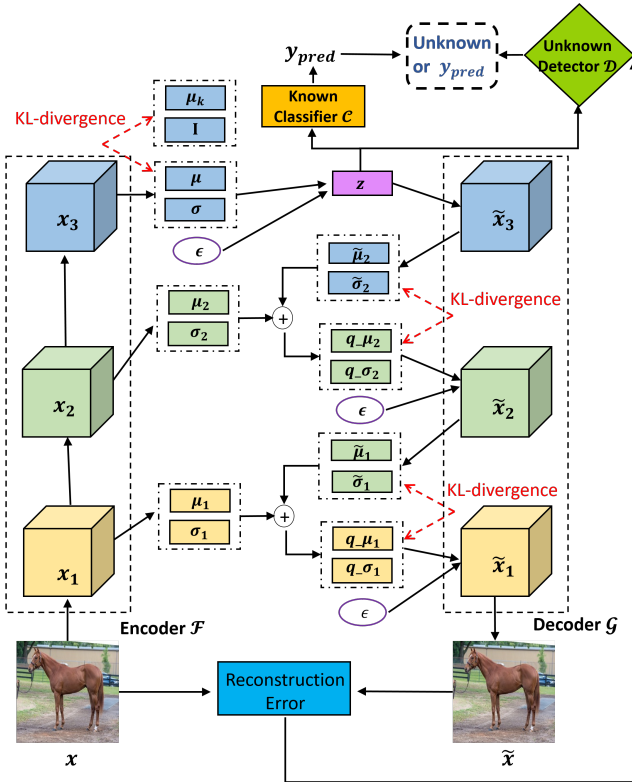 y_pred
Unknown
or y_pred
Unknown
Detector 𝒟
Known
Classifier 𝒞
μ_k
I
KL-divergence
μ
σ
z
x_3
x̃_3
ϵ
μ̃_2
σ̃_2
μ_2
σ_2
+
KL-divergence
q_μ_2
q_σ_2
x_2
x̃_2
ϵ
μ̃_1
σ̃_1
μ_1
σ_1
+
KL-divergence
q_μ_1
q_σ_1
x_1
x̃_1
ϵ
Encoder ℱ
Decoder 𝒢
Reconstruction
Error
x
x̃